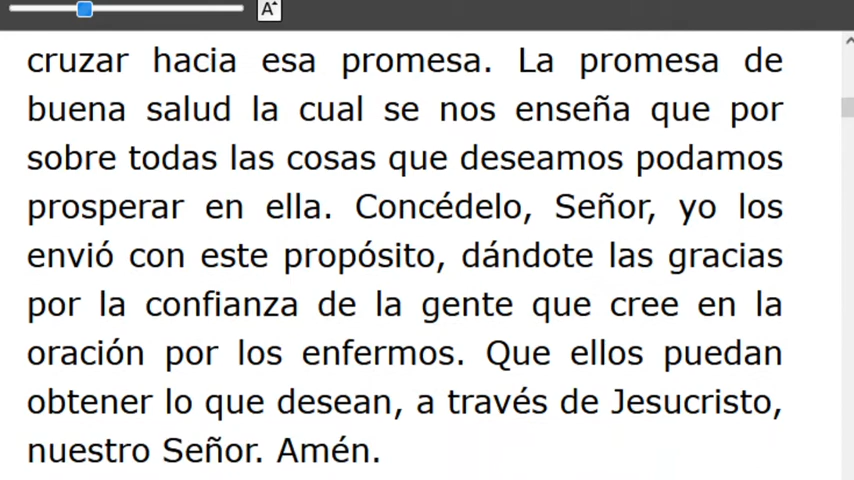 A
cruzar hacia esa promesa. La promesa de
buena salud la cual se nos enseña que por
sobre todas las cosas que deseamos podamos
prosperar en ella. Concédelo, Señor, yo los
envió con este propósito, dándote las gracias
por la confianza de la gente que cree en la
oración por los enfermos. Que ellos puedan
obtener lo que desean, a través de Jesucristo,
nuestro Señor. Amén.